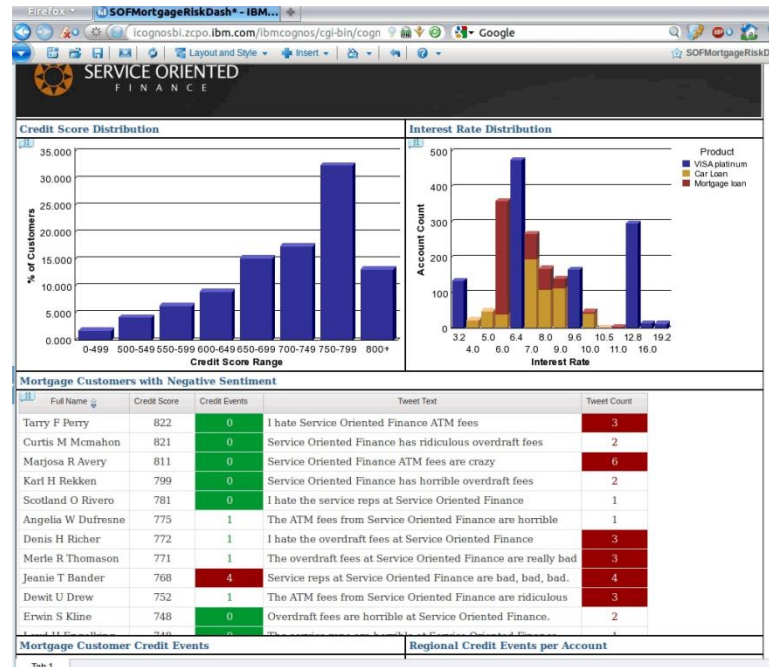 Firefox
SOFMortgageRiskDash* - IBM...
icognosbi.zcpo.ibm.com/ibmcognos/cgi-bin/cogn
Google
Layout and Style
Insert
SOFMortgageRiskD
SERVICE ORIENTED
FINANCE
Credit Score Distribution
35.000
30.000
25.000
20.000
15.000
10.000
5.000
0.000
% of Customers
0-499 500-549 550-599 600-649 650-699 700-749 750-799 800+
Credit Score Range
Interest Rate Distribution
500
400
300
200
100
0
Account Count
3.2 5.0 6.4 8.0 9.6 10.5 12.8 19.2
4.0 6.0 7.0 9.0 10.0 11.0 16.0
Interest Rate
Product
VISA platinum
Car Loan
Mortgage loan
Mortgage Customers with Negative Sentiment
Full Name Credit Score Credit Events Tweet Text Tweet Count
Tarry F Perry 822 0 I hate Service Oriented Finance ATM fees 3
Curtis M Mcmahon 821 0 Service Oriented Finance has ridiculous overdraft fees 2
Marjosa R Avery 811 0 Service Oriented Finance ATM fees are crazy 6
Karl H Rekken 799 0 Service Oriented Finance has horrible overdraft fees 2
Scotland O Rivero 781 0 I hate the service reps at Service Oriented Finance 1
Angelia W Dufresne 775 1 The ATM fees from Service Oriented Finance are horrible 1
Denis H Richer 772 1 I hate the overdraft fees at Service Oriented Finance 3
Merle R Thomason 771 1 The overdraft fees at Service Oriented Finance are really bad 3
Jeanie T Bander 768 4 Service reps at Service Oriented Finance are bad, bad, bad. 4
Dewit U Drew 752 1 The ATM fees from Service Oriented Finance are ridiculous 3
Erwin S Kline 748 0 Overdraft fees are horrible at Service Oriented Finance. 2
Mortgage Customer Credit Events
Regional Credit Events per Account
Tab 1